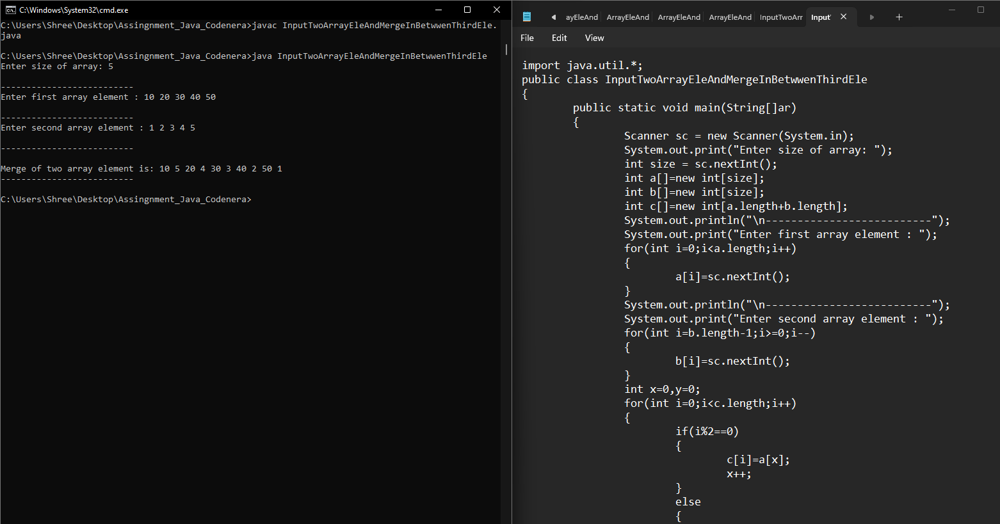 C:\Windows\System32\cmd.exe
C:\Users\Shree\Desktop\Assingnment_Java_Codenera>javac InputTwoArrayEleAndMergeInBetwwenThirdEle.
java
C:\Users\Shree\Desktop\Assingnment_Java_Codenera>java InputTwoArrayEleAndMergeInBetwwenThirdEle
Enter size of array: 5
--------------------------
Enter first array element : 10 20 30 40 50
--------------------------
Enter second array element : 1 2 3 4 5
--------------------------
Merge of two array element is: 10 5 20 4 30 3 40 2 50 1
--------------------------
C:\Users\Shree\Desktop\Assingnment_Java_Codenera>
ayEleAnd ArrayEleAnd ArrayEleAnd ArrayEleAnd InputTwoArr Input
File Edit View
import java.util.*;
public class InputTwoArrayEleAndMergeInBetwwenThirdEle
{
public static void main(String[]ar)
{
Scanner sc = new Scanner(System.in);
System.out.print("Enter size of array: ");
int size = sc.nextInt();
int a[]=new int[size];
int b[]=new int[size];
int c[]=new int[a.length+b.length];
System.out.println("\n--------------------------");
System.out.print("Enter first array element : ");
for(int i=0;i<a.length;i++)
{
a[i]=sc.nextInt();
}
System.out.println("\n--------------------------");
System.out.print("Enter second array element : ");
for(int i=b.length-1;i>=0;i--)
{
b[i]=sc.nextInt();
}
int x=0,y=0;
for(int i=0;i<c.length;i++)
{
if(i%2==0)
{
c[i]=a[x];
x++;
}
else
{